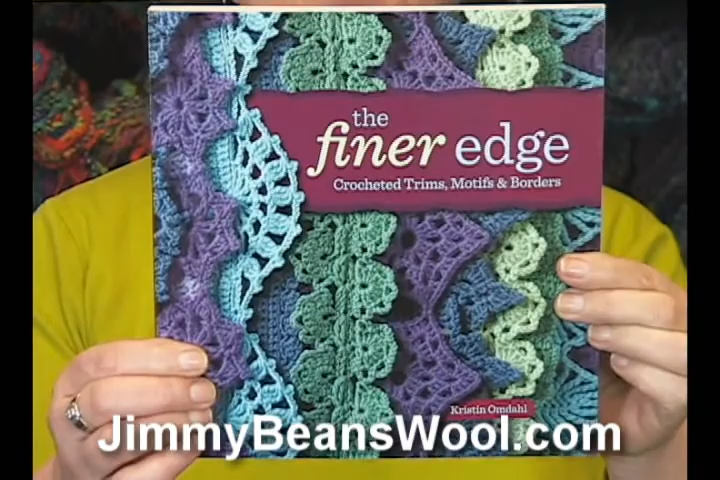 the
finer edge
Crocheted Trims, Motifs & Borders
Kristin Omdahl
JimmyBeansWool.com